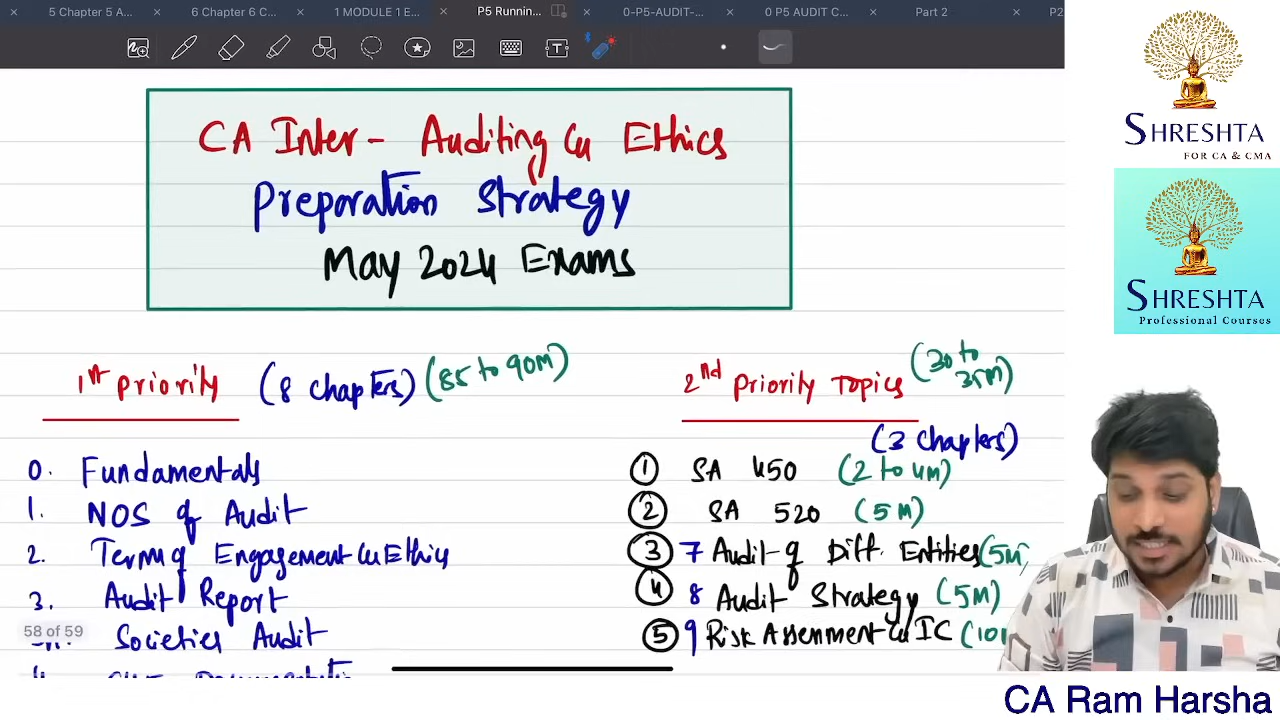 5 Chapter 5 A...
6 Chapter 6 C...
1 MODULE 1 E...
P5 Runnin...
0-P5-AUDIT-...
0 P5 AUDIT C...
Part 2
P2
SHRESHTA
FOR CA & CMA
SHRESHTA
Professional Courses
CA Inter - Auditing & Ethics
Preparation Strategy
May 2024 Exams
1st Priority (8 chapters) (85 to 90M)
0. Fundamentals
1. NOS of Audit
2. Term of Engagement & Ethics
3. Audit Report
58 of 59
Societies Audit
2nd Priority Topics (30 to 35M)
(3 chapters)
1 SA 450 (2 to 4M)
2 SA 520 (5M)
3 7 Audit of Diff. Entities (5M)
4 8 Audit Strategy (5M)
5 9 Risk Assessment & IC (10
CA Ram Harsha